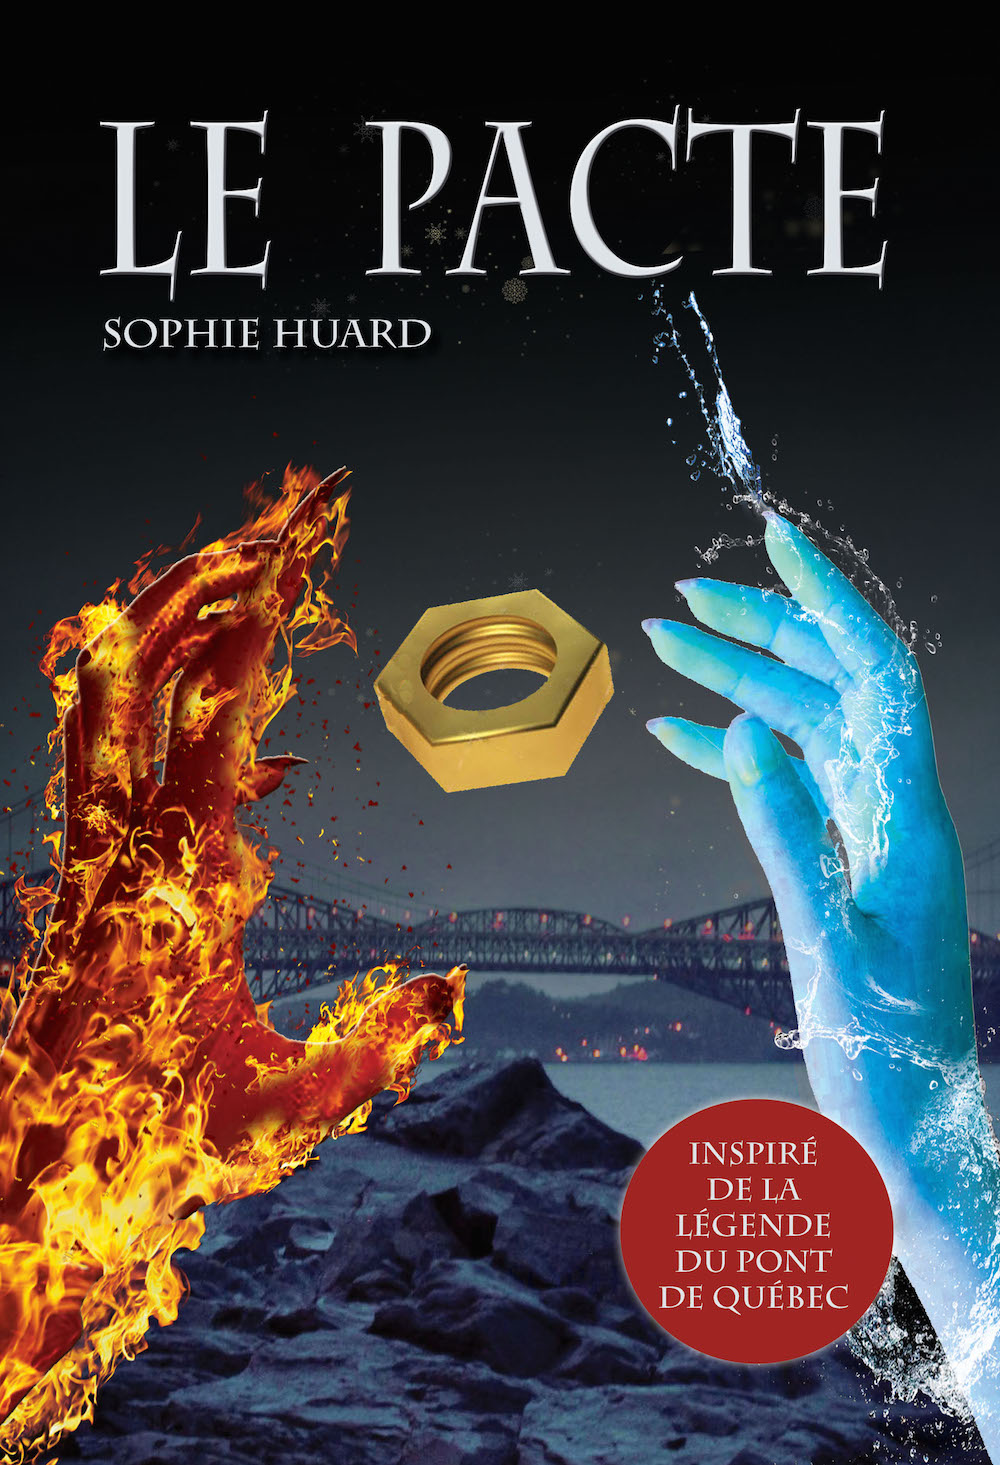 LE PACTE
SOPHIE HUARD
INSPIRÉ
DE LA
LÉGENDE
DU PONT
DE QUÉBEC